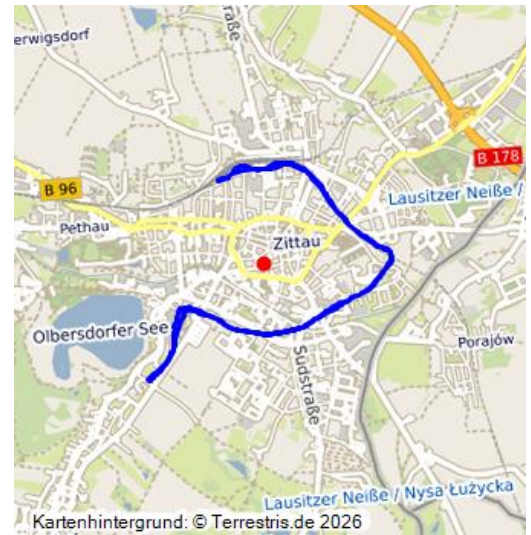 erwigsdorf
straße
B 178
B 96
Lausitzer Neiße /
Pethau
Zittau
Olbersdorfer See
Porajów
Südstraße
Lausitzer Neiße / Nysa Łużycka
Kartenhintergrund: © Terrestris.de 2026